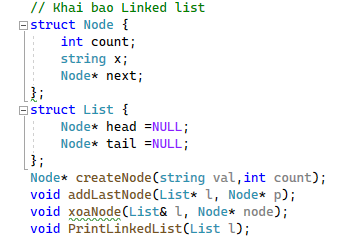 // Khai bao Linked list
struct Node {
int count;
string x;
Node* next;
};
struct List {
Node* head =NULL;
Node* tail =NULL;
};
Node* createNode(string val,int count);
void addLastNode(List* l, Node* p);
void xoaNode(List& l, Node* node);
void PrintLinkedList(List l);